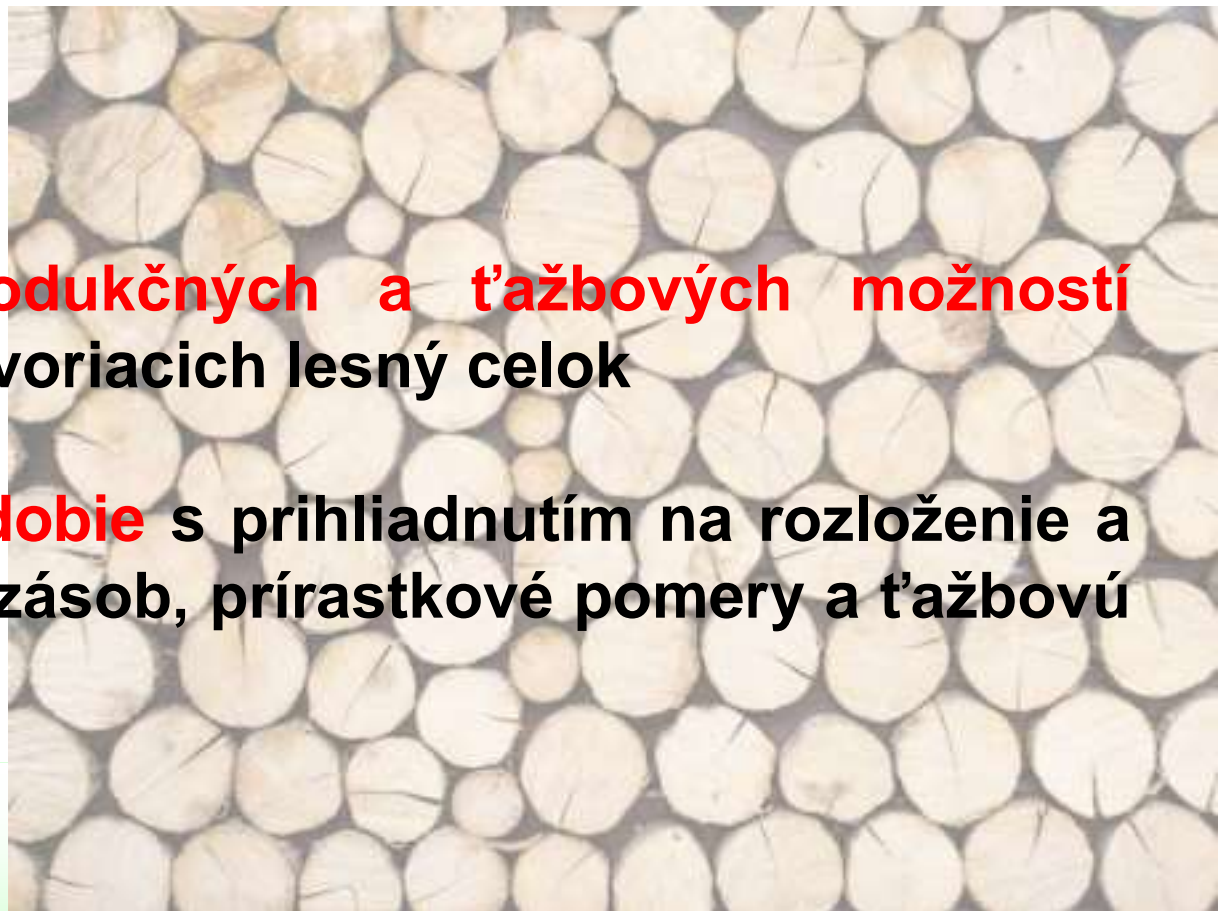 odukčných a ťažbových možností
voriacich lesný celok
dobie s prihliadnutím na rozloženie a
zásob, prírastkové pomery a ťažbovú